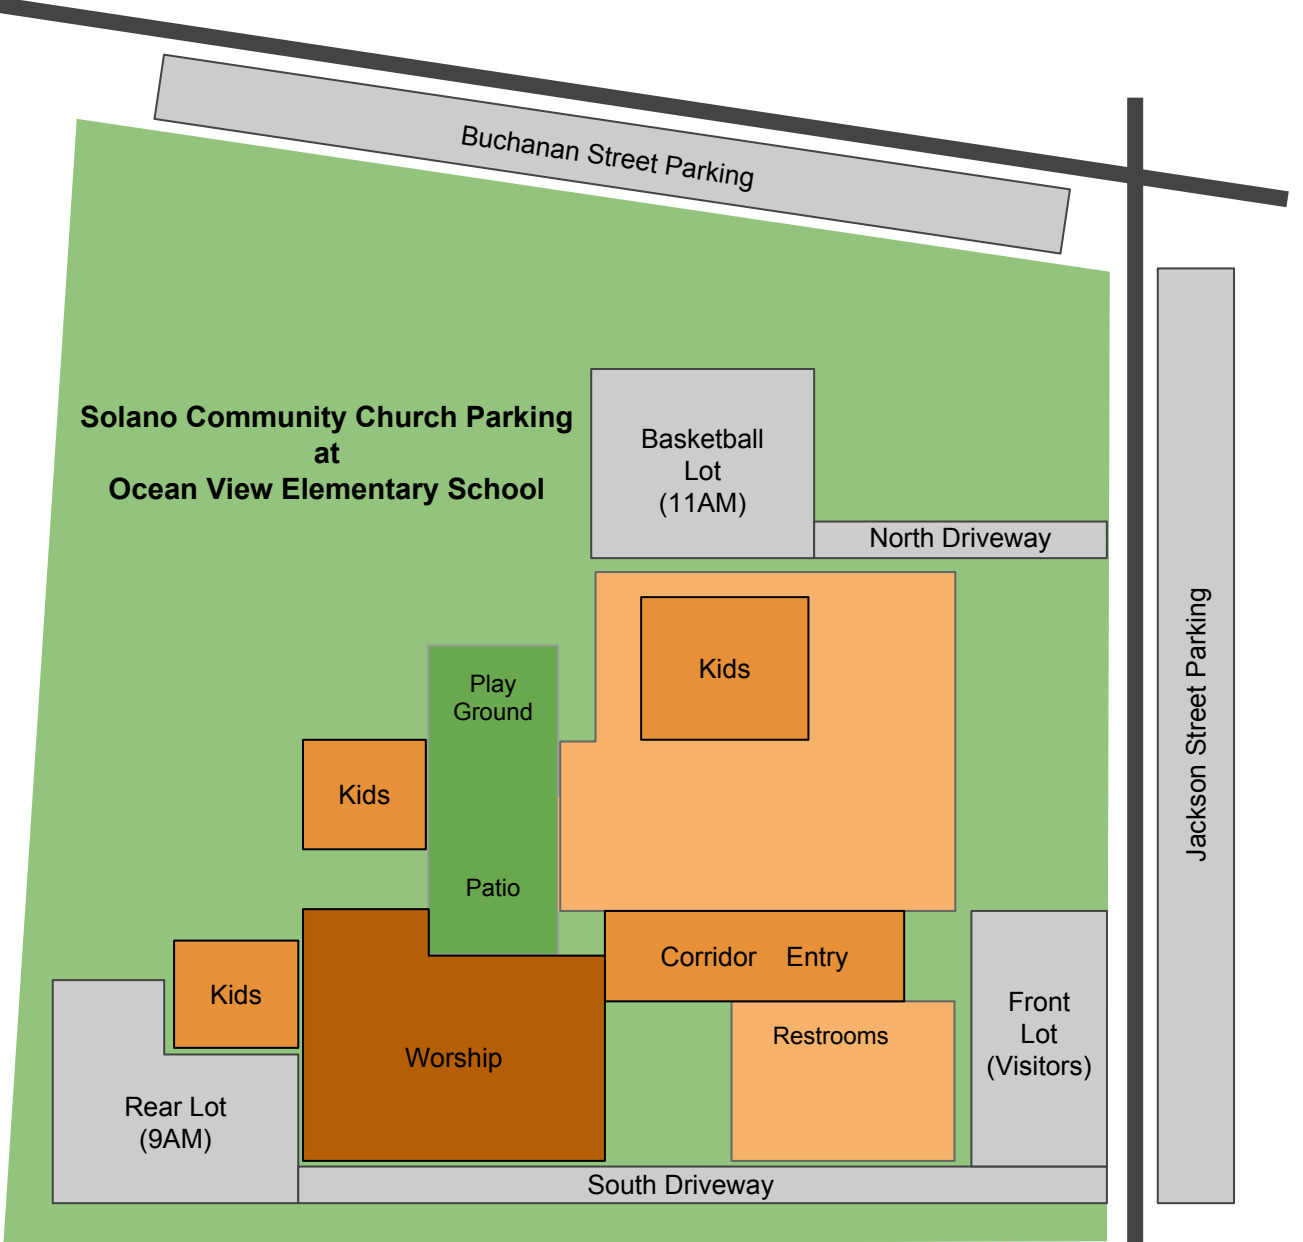 Buchanan Street Parking
Solano Community Church Parking
at
Ocean View Elementary School
Basketball
Lot
(11AM)
North Driveway
Jackson Street Parking
Kids
Play
Ground
Kids
Patio
Corridor Entry
Kids
Front
Lot
(Visitors)
Restrooms
Worship
Rear Lot
(9AM)
South Driveway